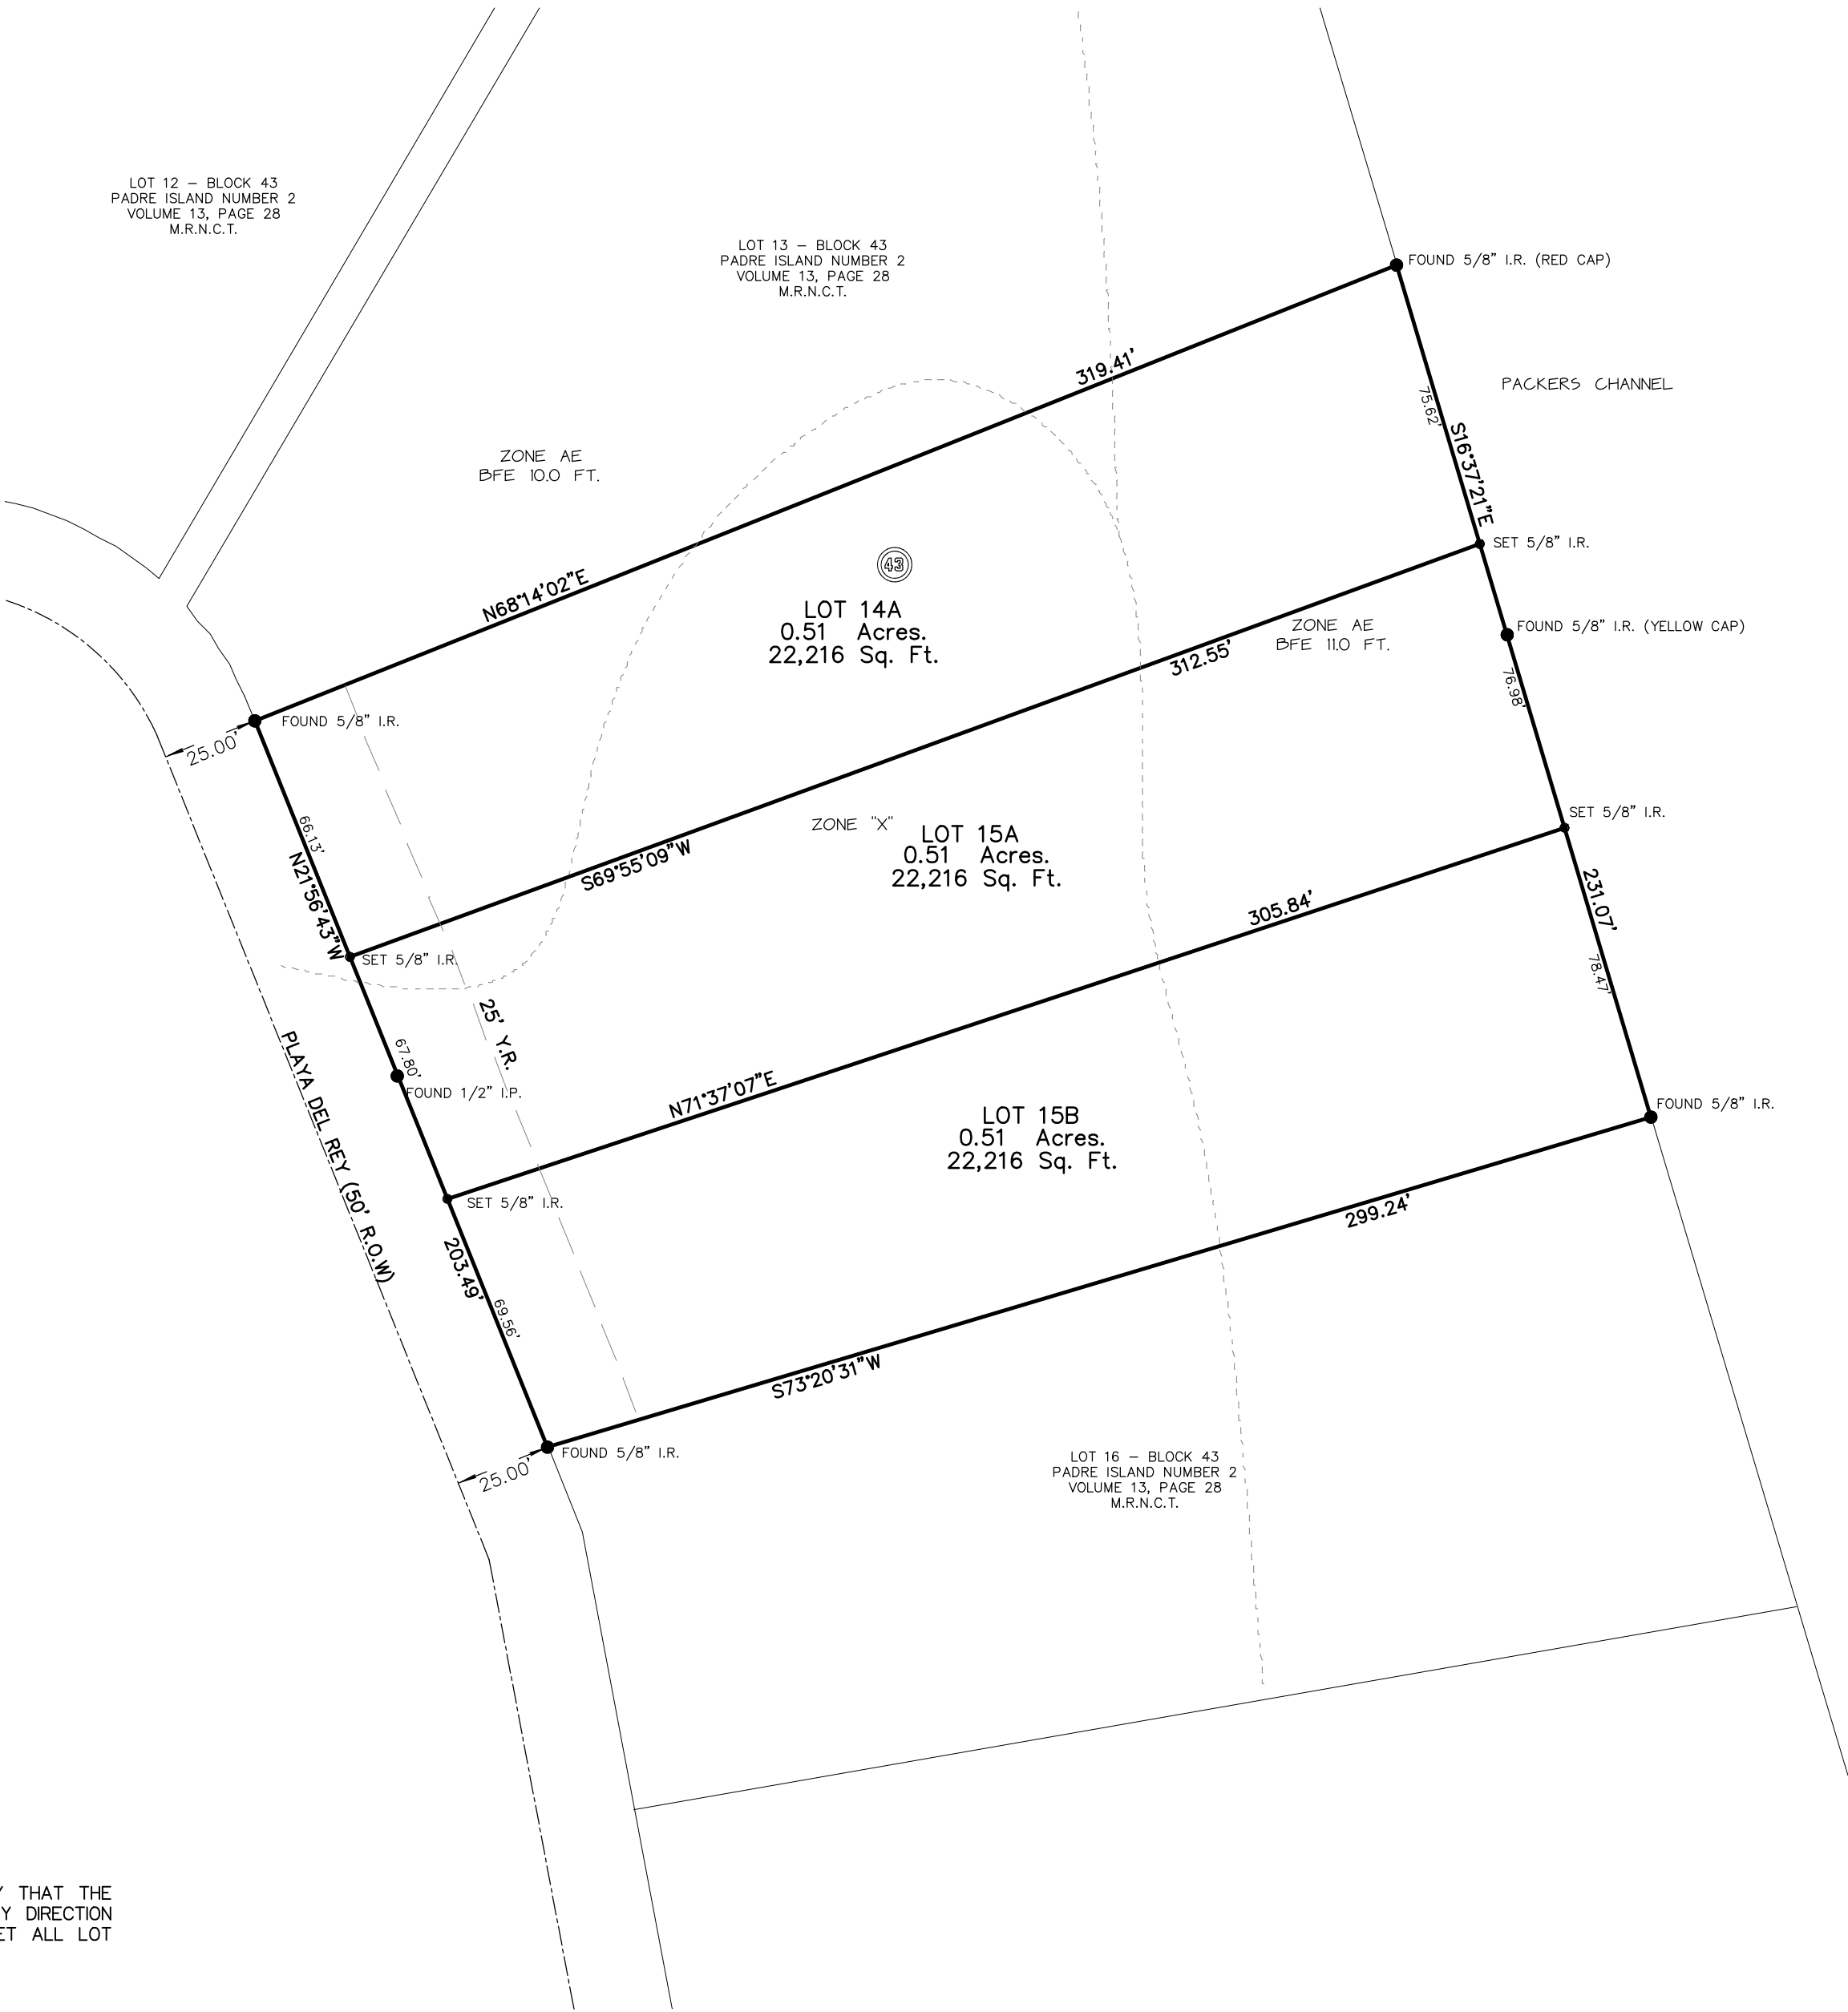 LOT 12 – BLOCK 43
PADRE ISLAND NUMBER 2
VOLUME 13, PAGE 28
M.R.N.C.T.
LOT 13 – BLOCK 43
PADRE ISLAND NUMBER 2
VOLUME 13, PAGE 28
M.R.N.C.T.
FOUND 5/8" I.R. (RED CAP)
319.41'
PACKERS CHANNEL
75.62'
S16°37'21"E
ZONE AE
BFE 10.0 FT.
SET 5/8" I.R.
43
N68°14'02"E
LOT 14A
0.51 Acres.
22,216 Sq. Ft.
ZONE AE
BFE 11.0 FT.
FOUND 5/8" I.R. (YELLOW CAP)
312.55'
76.98'
FOUND 5/8" I.R.
25.00'
66.13'
N21°56'43"W
S69°55'09"W
ZONE "X"
LOT 15A
0.51 Acres.
22,216 Sq. Ft.
SET 5/8" I.R.
305.84'
231.07'
78.47'
SET 5/8" I.R.
25' Y.R.
67.80'
FOUND 1/2" I.P.
PLAYA DEL REY (50' R.O.W)
N71°37'07"E
LOT 15B
0.51 Acres.
22,216 Sq. Ft.
FOUND 5/8" I.R.
SET 5/8" I.R.
299.24'
203.49'
69.56'
S73°20'31"W
FOUND 5/8" I.R.
25.00'
LOT 16 – BLOCK 43
PADRE ISLAND NUMBER 2
VOLUME 13, PAGE 28
M.R.N.C.T.
Y THAT THE
Y DIRECTION
ET ALL LOT